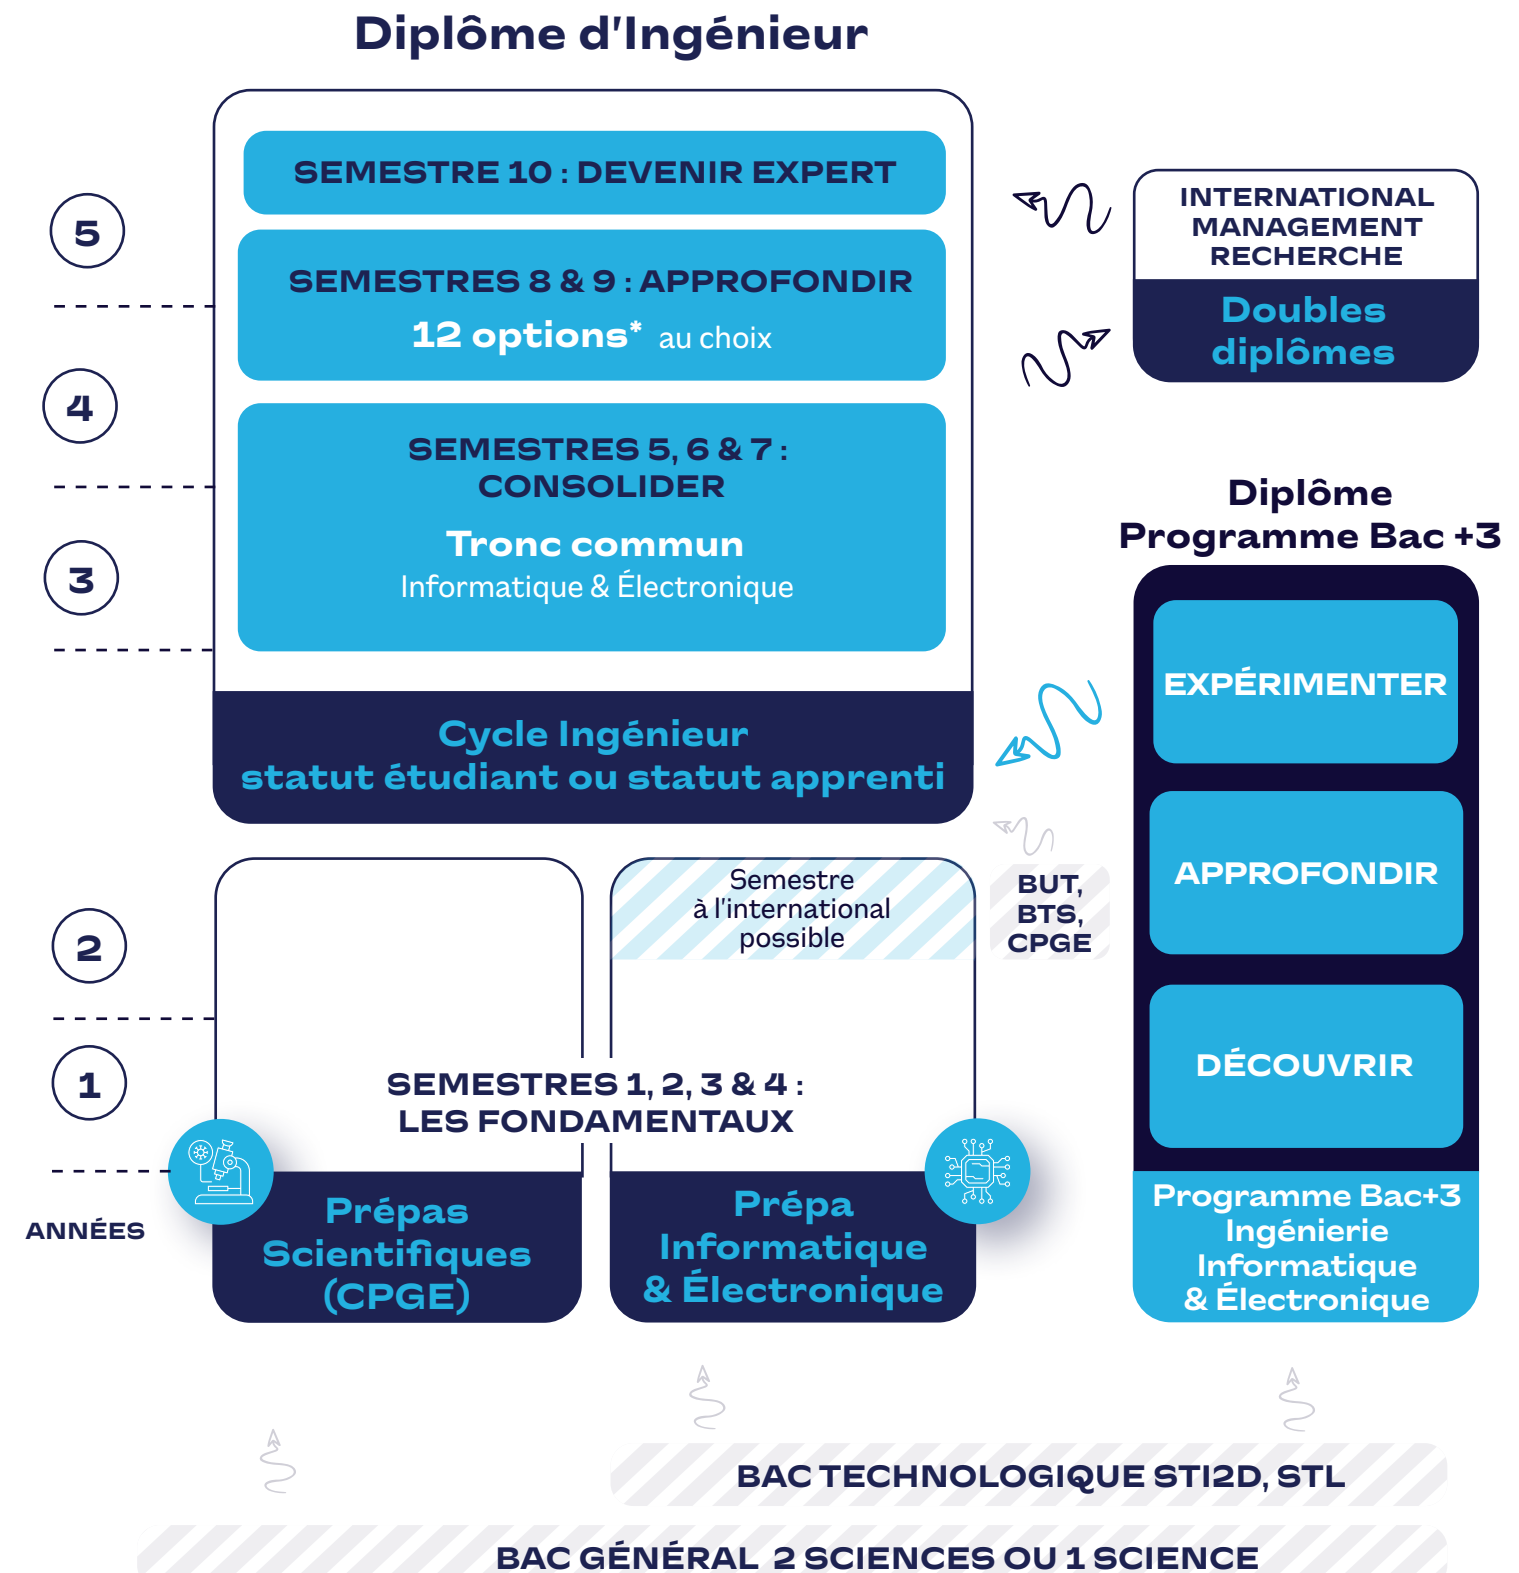 Diplôme d'Ingénieur
SEMESTRE 10 : DEVENIR EXPERT
5
SEMESTRES 8 & 9 : APPROFONDIR
12 options* au choix
INTERNATIONAL
MANAGEMENT
RECHERCHE
Doubles
diplômes
4
SEMESTRES 5, 6 & 7 :
CONSOLIDER
Tronc commun
Informatique & Électronique
3
Cycle Ingénieur
statut étudiant ou statut apprenti
Semestre
à l'international
possible
BUT,
BTS,
CPGE
2
1
SEMESTRES 1, 2, 3 & 4 :
LES FONDAMENTAUX
ANNÉES
Prépas
Scientifiques
(CPGE)
Prépa
Informatique
& Électronique
Diplôme
Programme Bac +3
EXPÉRIMENTER
APPROFONDIR
DÉCOUVRIR
Programme Bac+3
Ingénierie
Informatique
& Électronique
BAC TECHNOLOGIQUE STI2D, STL
BAC GÉNÉRAL 2 SCIENCES OU 1 SCIENCE